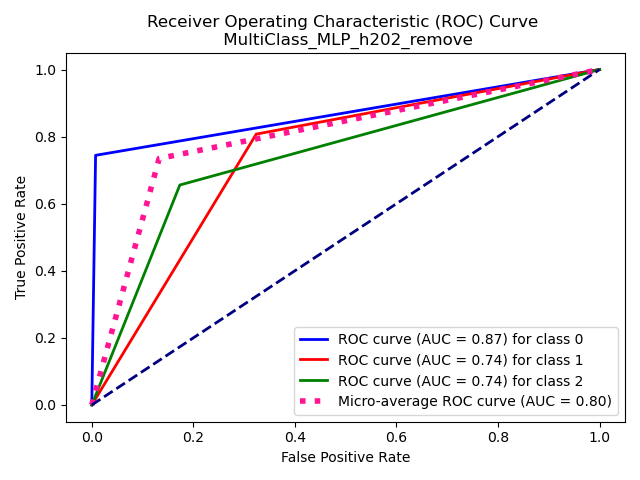 Receiver Operating Characteristic (ROC) Curve
MultiClass_MLP_h202_remove
True Positive Rate
1.0
0.8
0.6
0.4
0.2
0.0
0.0 0.2 0.4 0.6 0.8 1.0
False Positive Rate
ROC curve (AUC = 0.87) for class 0
ROC curve (AUC = 0.74) for class 1
ROC curve (AUC = 0.74) for class 2
Micro-average ROC curve (AUC = 0.80)